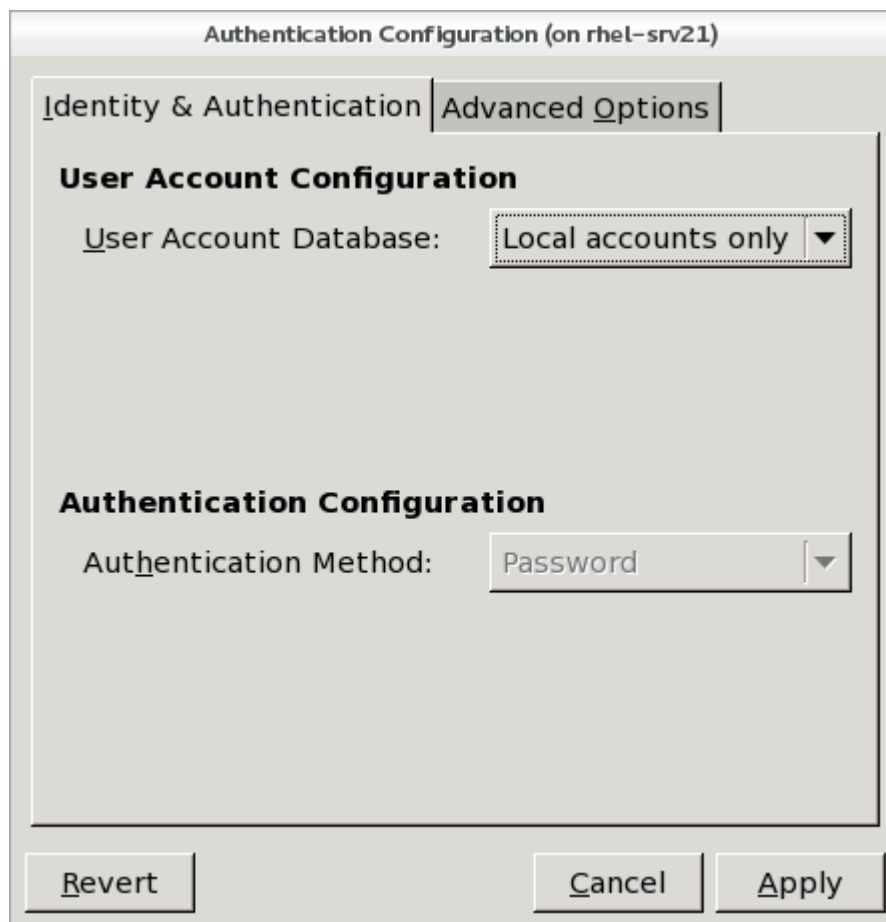 Authentication Configuration (on rhel-srv21)
Identity & Authentication
Advanced Options
User Account Configuration
User Account Database: Local accounts only
Authentication Configuration
Authentication Method: Password
Revert Cancel Apply